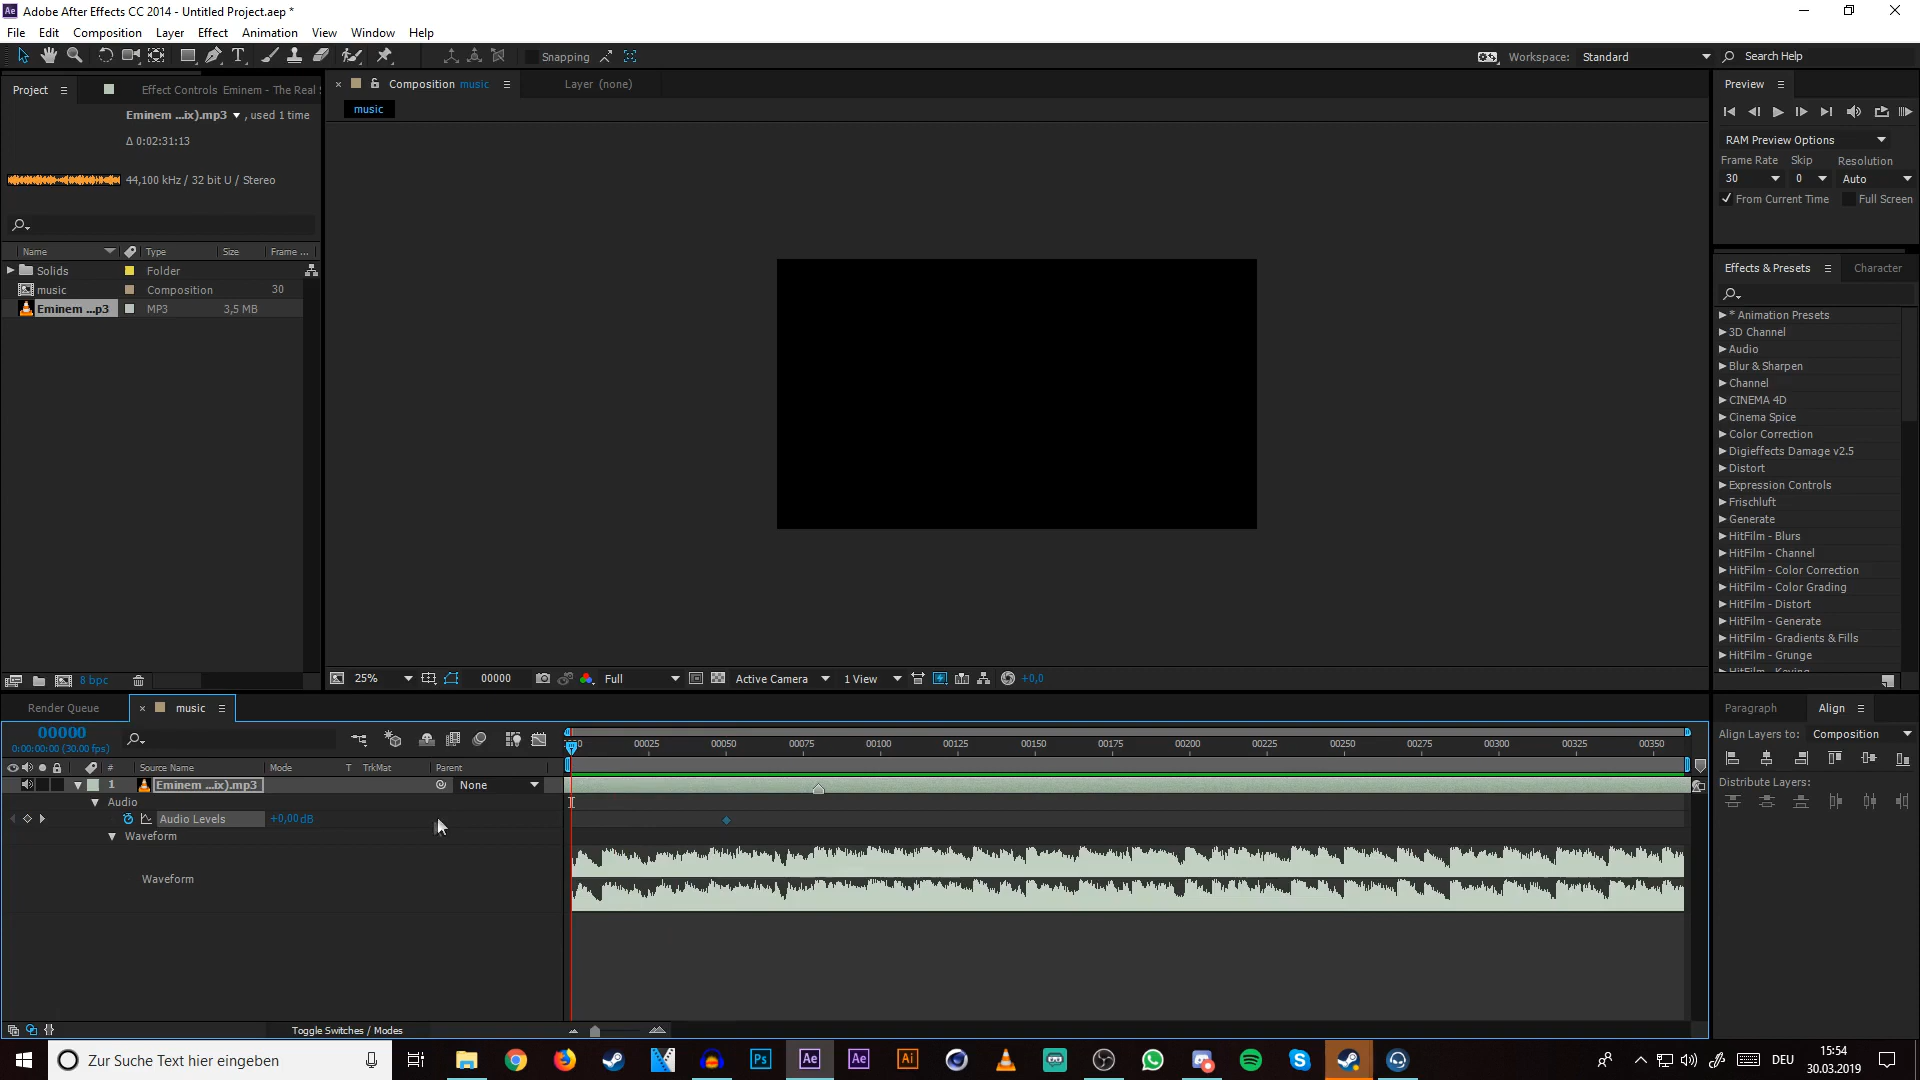 Adobe After Effects CC 2014 - Untitled Project.aep *
File Edit Composition Layer Effect Animation View Window Help
Snapping
Workspace: Standard
Search Help
Project
Effect Controls Eminem - The Real S
Eminem ...ix).mp3 , used 1 time
Δ 0:02:31:13
44,100 kHz / 32 bit U / Stereo
Name Type Size Frame ...
Solids Folder
music Composition 30
Eminem ...p3 MP3 3,5 MB
8 bpc
Composition music
Layer (none)
music
25% 00000 Full Active Camera 1 View +0,0
Preview
RAM Preview Options
Frame Rate Skip Resolution
30 0 Auto
From Current Time Full Screen
Effects & Presets Character
* Animation Presets
3D Channel
Audio
Blur & Sharpen
Channel
CINEMA 4D
Cinema Spice
Color Correction
Digieffects Damage v2.5
Distort
Expression Controls
Frischluft
Generate
HitFilm - Blurs
HitFilm - Channel
HitFilm - Color Correction
HitFilm - Color Grading
HitFilm - Distort
HitFilm - Generate
HitFilm - Gradients & Fills
HitFilm - Grunge
HitFilm - Keying
Render Queue music
00000
0:00:00:00 (30.00 fps)
00025 00050 00075 00100 00125 00150 00175 00200 00225 00250 00275 00300 00325 00350
# Source Name Mode T TrkMat Parent
1 Eminem ...ix).mp3 None
Audio
Audio Levels +0,00 dB
Waveform
Waveform
Toggle Switches / Modes
Paragraph Align
Align Layers to: Composition
Distribute Layers:
Zur Suche Text hier eingeben
Ps Ae Ae Ai
DEU
15:54
30.03.2019